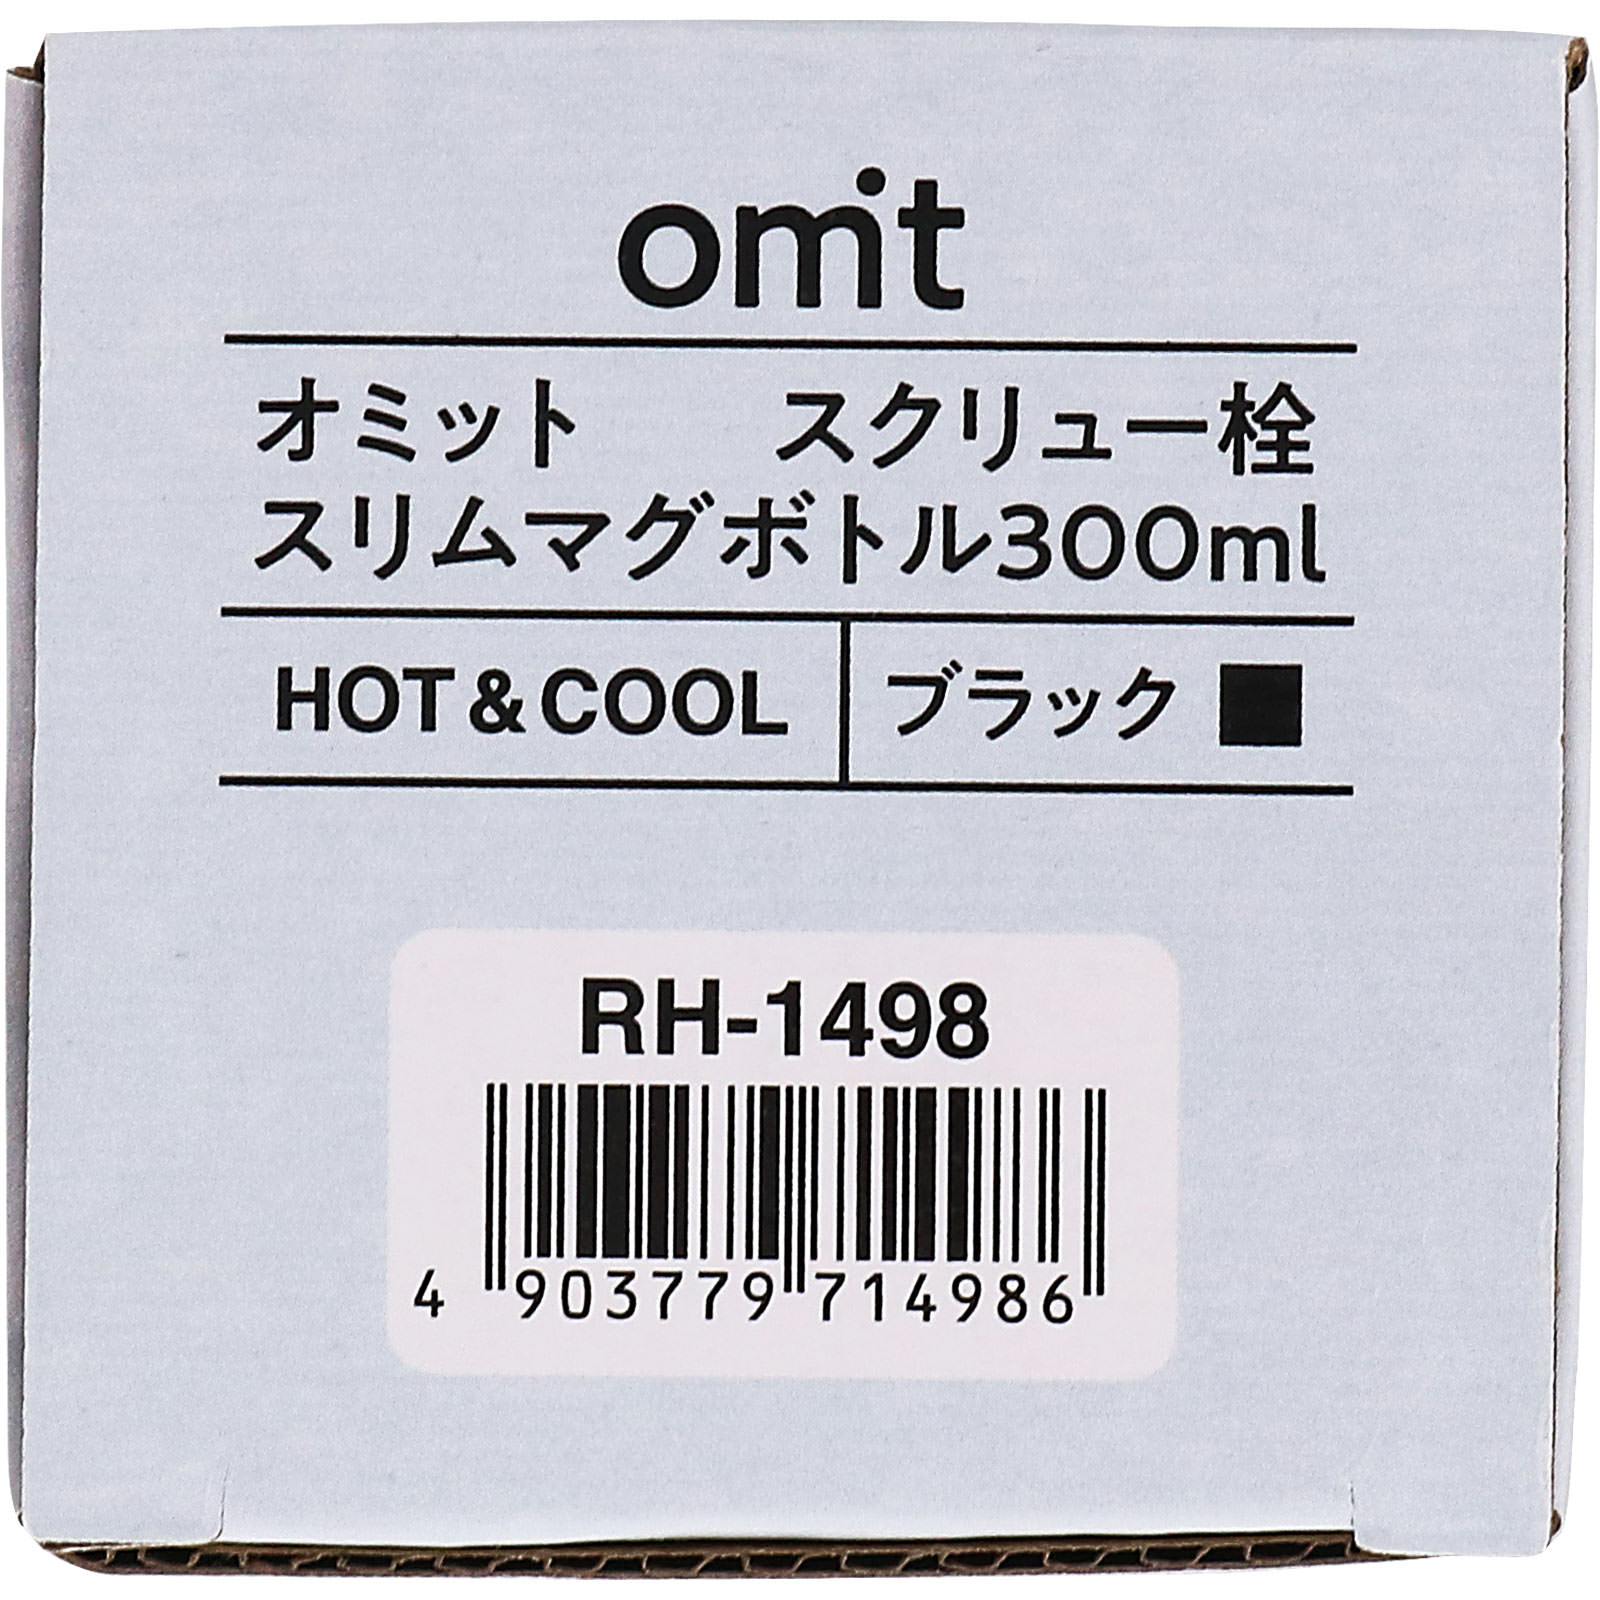 omit
オミット スクリュー栓
スリムマグボトル300ml
HOT&COOL ブラック
RH-1498
4 903779 714986